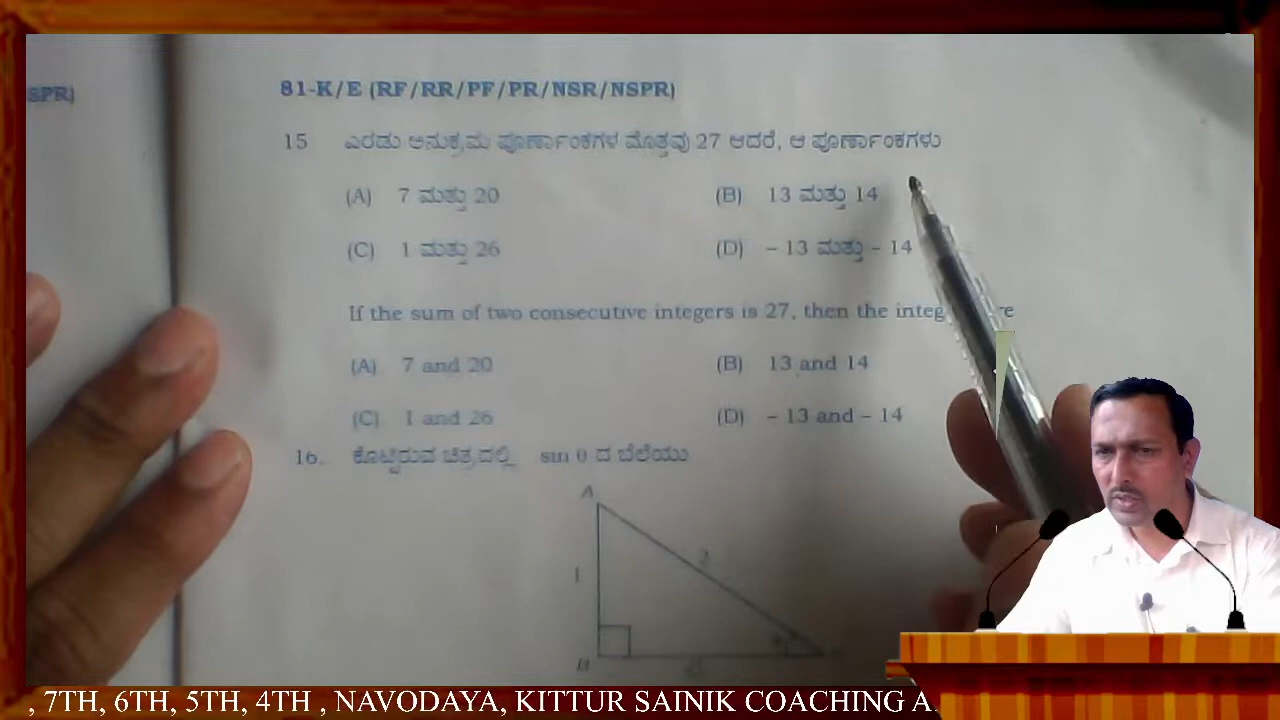 SPR)
81-K/E (RF/RR/PF/PR/NSR/NSPR)
15 ಎರಡು ಅನುಕ್ರಮ ಪೂರ್ಣಾಂಕಗಳ ಮೊತ್ತವು 27 ಆದರೆ, ಆ ಪೂರ್ಣಾಂಕಗಳು
(A) 7 ಮತ್ತು 20 (B) 13 ಮತ್ತು 14
(C) 1 ಮತ್ತು 26 (D) – 13 ಮತ್ತು – 14
If the sum of two consecutive integers is 27, then the
(A) 7 and 20 (B) 13 and 14
(C) 1 and 26 (D) – 13 and – 14
16. ಕೊಟ್ಟಿರುವ ಚಿತ್ರದಲ್ಲಿ sin θ ದ ಬೆಲೆಯು
A
2
1
B
, 7TH, 6TH, 5TH, 4TH , NAVODAYA, KITTUR SAINIK COACHING